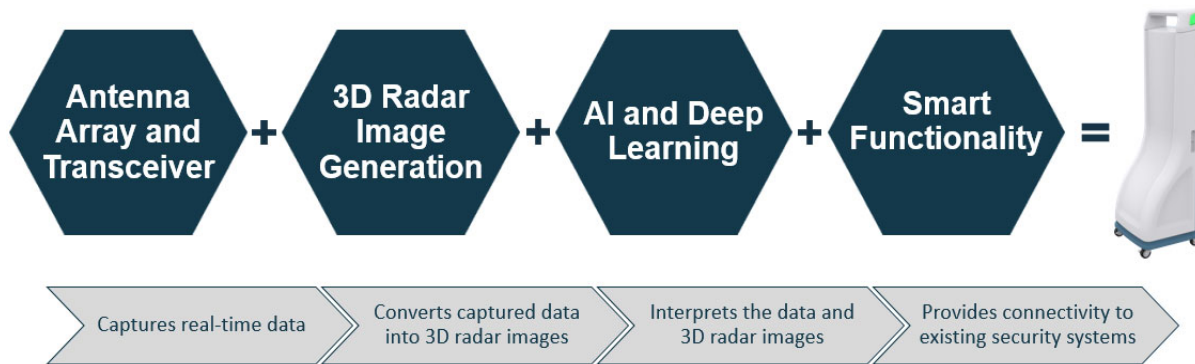 Antenna
Array and
Transceiver
+
3D Radar
Image
Generation
+
AI and Deep
Learning
+
Smart
Functionality
=
Captures real-time data
Converts captured data
into 3D radar images
Interprets the data and
3D radar images
Provides connectivity to
existing security systems